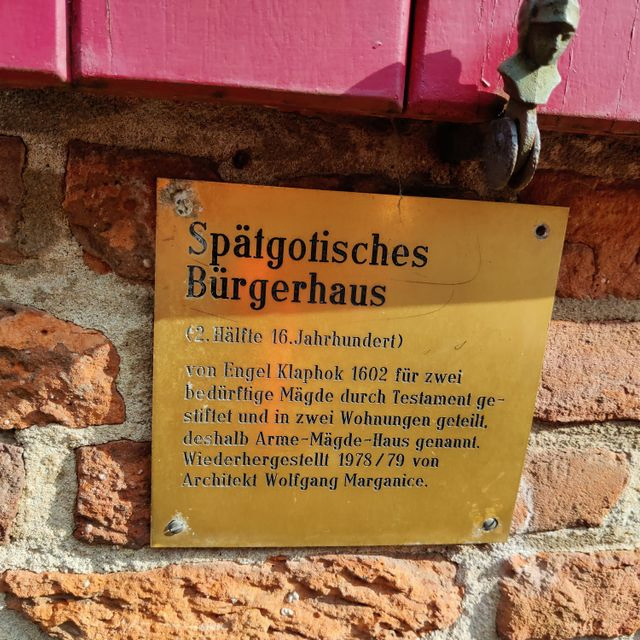 Spätgotisches
Bürgerhaus
(2. Hälfte 16. Jahrhundert)
von Engel Klaphok 1602 für zwei
bedürftige Mägde durch Testament ge-
stiftet und in zwei Wohnungen geteilt,
deshalb Arme-Mägde-Haus genannt.
Wiederhergestellt 1978/79 von
Architekt Wolfgang Marganice.